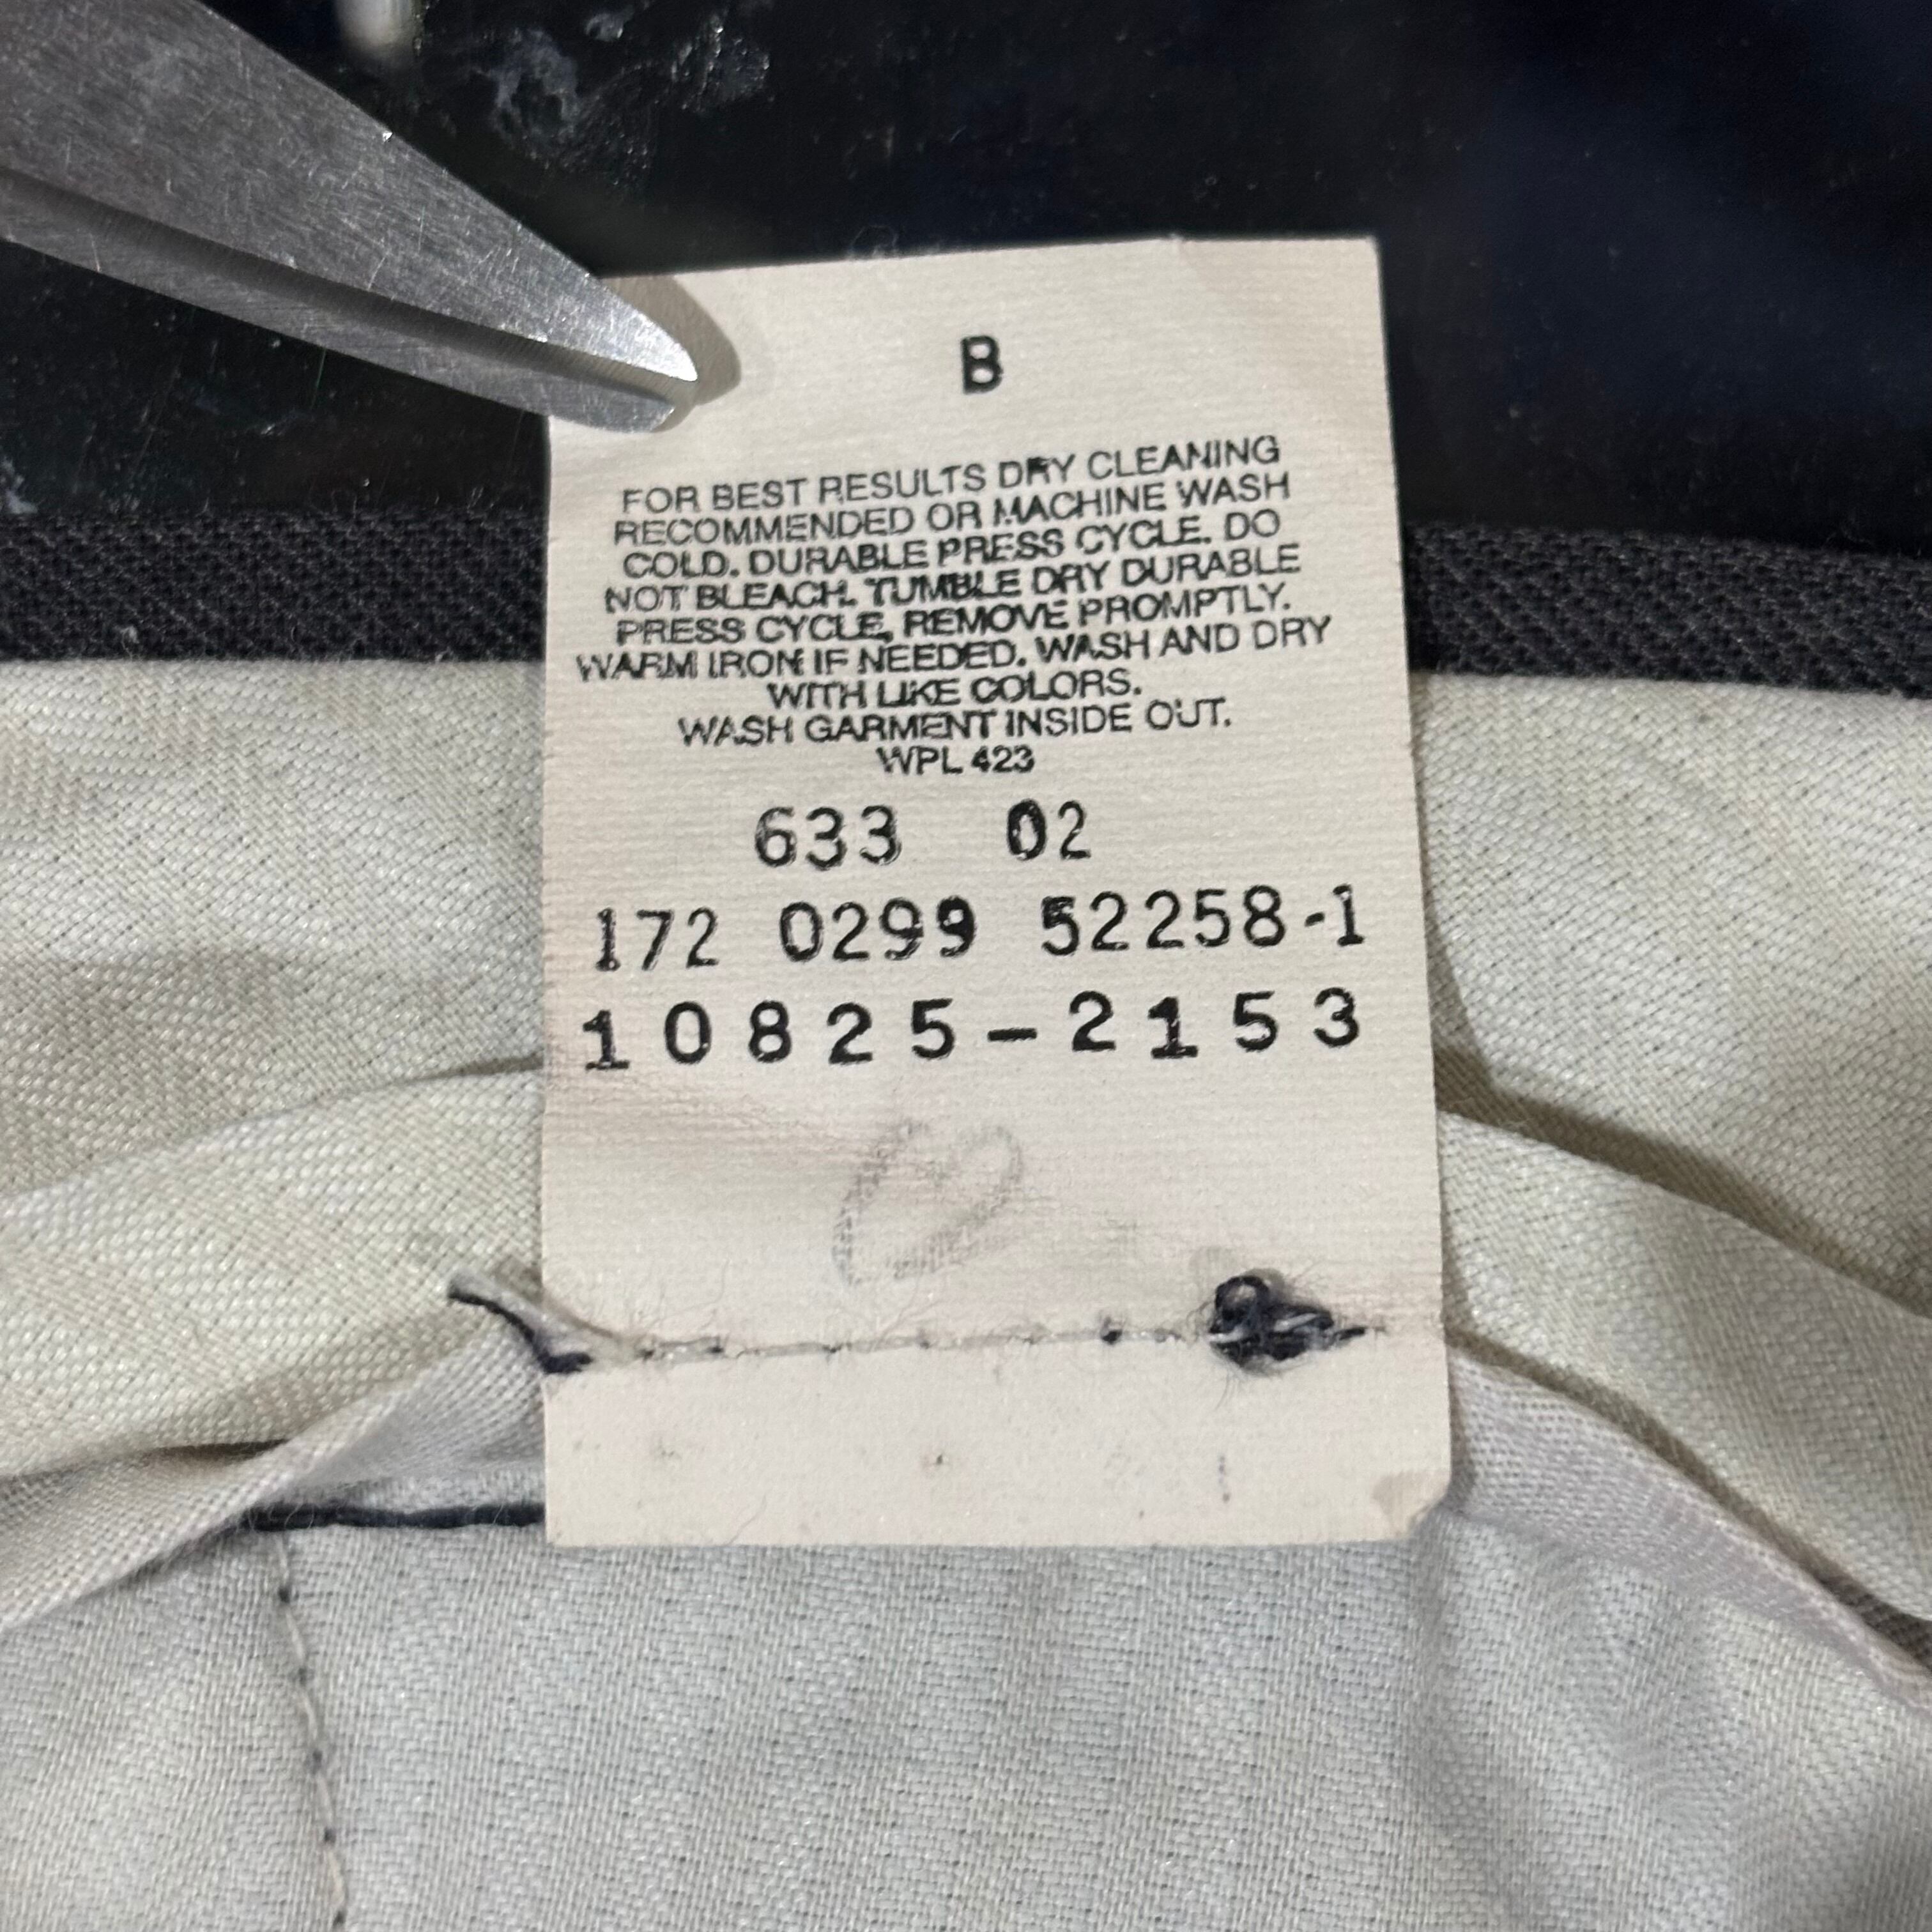 B
FOR BEST RESULTS DRY CLEANING
RECOMMENDED OR MACHINE WASH
COLD. DURABLE PRESS CYCLE. DO
NOT BLEACH. TUMBLE DRY DURABLE
PRESS CYCLE, REMOVE PROMPTLY.
WARM IRON IF NEEDED. WASH AND DRY
WITH LIKE COLORS.
WASH GARMENT INSIDE OUT.
WPL 423
633 02
172 0299 52258-1
10825-2153